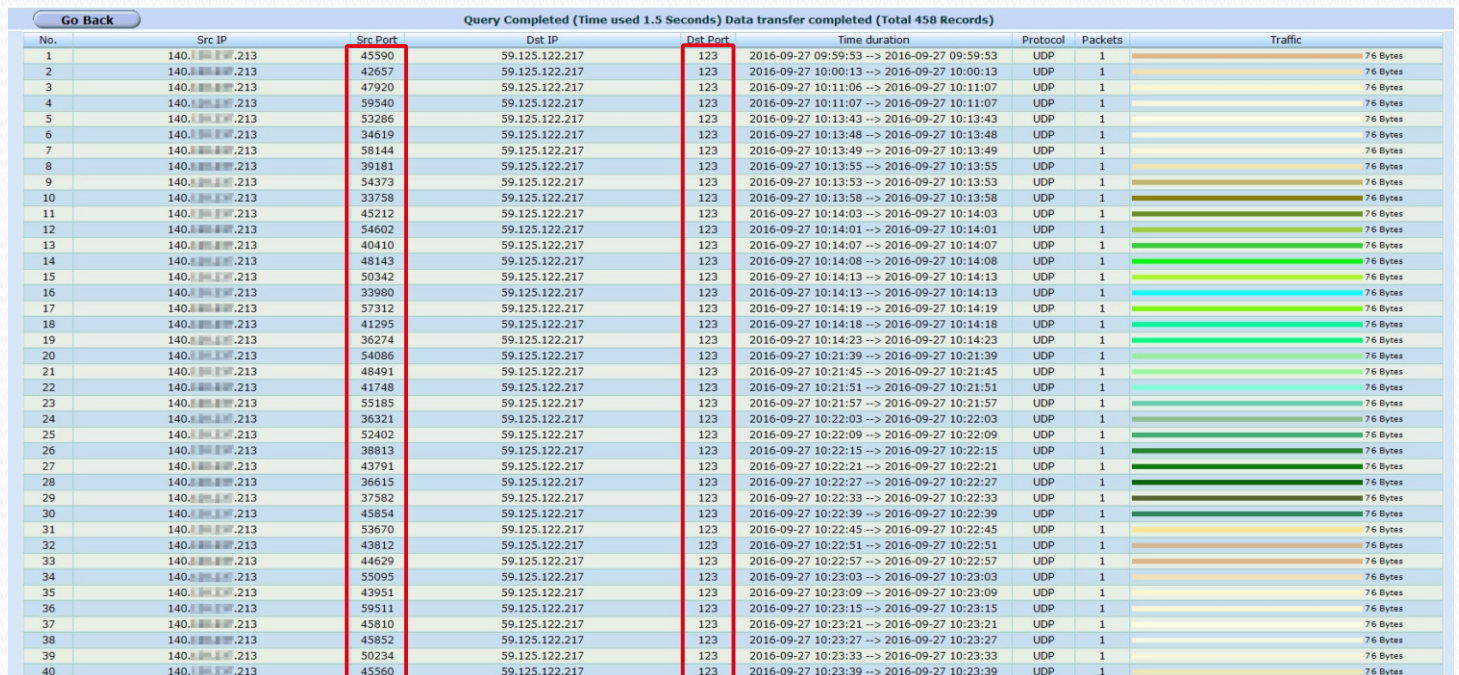 Go Back Query Completed (Time used 1.5 Seconds) Data transfer completed (Total 458 Records)
No. Src IP Src Port Dst IP Dst Port Time duration Protocol Packets Traffic
1 140. .213 45590 59.125.122.217 123 2016-09-27 09:59:53 --> 2016-09-27 09:59:53 UDP 1 76 Bytes
2 140. .213 42657 59.125.122.217 123 2016-09-27 10:00:13 --> 2016-09-27 10:00:13 UDP 1 76 Bytes
3 140. .213 47920 59.125.122.217 123 2016-09-27 10:11:06 --> 2016-09-27 10:11:07 UDP 1 76 Bytes
4 140. .213 59540 59.125.122.217 123 2016-09-27 10:11:07 --> 2016-09-27 10:11:07 UDP 1 76 Bytes
5 140. .213 53286 59.125.122.217 123 2016-09-27 10:13:43 --> 2016-09-27 10:13:43 UDP 1 76 Bytes
6 140. .213 34619 59.125.122.217 123 2016-09-27 10:13:48 --> 2016-09-27 10:13:48 UDP 1 76 Bytes
7 140. .213 58144 59.125.122.217 123 2016-09-27 10:13:49 --> 2016-09-27 10:13:49 UDP 1 76 Bytes
8 140. .213 39181 59.125.122.217 123 2016-09-27 10:13:55 --> 2016-09-27 10:13:55 UDP 1 76 Bytes
9 140. .213 54373 59.125.122.217 123 2016-09-27 10:13:53 --> 2016-09-27 10:13:53 UDP 1 76 Bytes
10 140. .213 33758 59.125.122.217 123 2016-09-27 10:13:58 --> 2016-09-27 10:13:58 UDP 1 76 Bytes
11 140. .213 45212 59.125.122.217 123 2016-09-27 10:14:03 --> 2016-09-27 10:14:03 UDP 1 76 Bytes
12 140. .213 54602 59.125.122.217 123 2016-09-27 10:14:01 --> 2016-09-27 10:14:01 UDP 1 76 Bytes
13 140. .213 40410 59.125.122.217 123 2016-09-27 10:14:07 --> 2016-09-27 10:14:07 UDP 1 76 Bytes
14 140. .213 48143 59.125.122.217 123 2016-09-27 10:14:08 --> 2016-09-27 10:14:08 UDP 1 76 Bytes
15 140. .213 50342 59.125.122.217 123 2016-09-27 10:14:13 --> 2016-09-27 10:14:13 UDP 1 76 Bytes
16 140. .213 33980 59.125.122.217 123 2016-09-27 10:14:13 --> 2016-09-27 10:14:13 UDP 1 76 Bytes
17 140. .213 57312 59.125.122.217 123 2016-09-27 10:14:19 --> 2016-09-27 10:14:19 UDP 1 76 Bytes
18 140. .213 41295 59.125.122.217 123 2016-09-27 10:14:18 --> 2016-09-27 10:14:18 UDP 1 76 Bytes
19 140. .213 36274 59.125.122.217 123 2016-09-27 10:14:23 --> 2016-09-27 10:14:23 UDP 1 76 Bytes
20 140. .213 54086 59.125.122.217 123 2016-09-27 10:21:39 --> 2016-09-27 10:21:39 UDP 1 76 Bytes
21 140. .213 48491 59.125.122.217 123 2016-09-27 10:21:45 --> 2016-09-27 10:21:45 UDP 1 76 Bytes
22 140. .213 41748 59.125.122.217 123 2016-09-27 10:21:51 --> 2016-09-27 10:21:51 UDP 1 76 Bytes
23 140. .213 55185 59.125.122.217 123 2016-09-27 10:21:57 --> 2016-09-27 10:21:57 UDP 1 76 Bytes
24 140. .213 36321 59.125.122.217 123 2016-09-27 10:22:03 --> 2016-09-27 10:22:03 UDP 1 76 Bytes
25 140. .213 52402 59.125.122.217 123 2016-09-27 10:22:09 --> 2016-09-27 10:22:09 UDP 1 76 Bytes
26 140. .213 38813 59.125.122.217 123 2016-09-27 10:22:15 --> 2016-09-27 10:22:15 UDP 1 76 Bytes
27 140. .213 43791 59.125.122.217 123 2016-09-27 10:22:21 --> 2016-09-27 10:22:21 UDP 1 76 Bytes
28 140. .213 36615 59.125.122.217 123 2016-09-27 10:22:27 --> 2016-09-27 10:22:27 UDP 1 76 Bytes
29 140. .213 37582 59.125.122.217 123 2016-09-27 10:22:33 --> 2016-09-27 10:22:33 UDP 1 76 Bytes
30 140. .213 45854 59.125.122.217 123 2016-09-27 10:22:39 --> 2016-09-27 10:22:39 UDP 1 76 Bytes
31 140. .213 53670 59.125.122.217 123 2016-09-27 10:22:45 --> 2016-09-27 10:22:45 UDP 1 76 Bytes
32 140. .213 43812 59.125.122.217 123 2016-09-27 10:22:51 --> 2016-09-27 10:22:51 UDP 1 76 Bytes
33 140. .213 44629 59.125.122.217 123 2016-09-27 10:22:57 --> 2016-09-27 10:22:57 UDP 1 76 Bytes
34 140. .213 55095 59.125.122.217 123 2016-09-27 10:23:03 --> 2016-09-27 10:23:03 UDP 1 76 Bytes
35 140. .213 43951 59.125.122.217 123 2016-09-27 10:23:09 --> 2016-09-27 10:23:09 UDP 1 76 Bytes
36 140. .213 59511 59.125.122.217 123 2016-09-27 10:23:15 --> 2016-09-27 10:23:15 UDP 1 76 Bytes
37 140. .213 45810 59.125.122.217 123 2016-09-27 10:23:21 --> 2016-09-27 10:23:21 UDP 1 76 Bytes
38 140. .213 45852 59.125.122.217 123 2016-09-27 10:23:27 --> 2016-09-27 10:23:27 UDP 1 76 Bytes
39 140. .213 50234 59.125.122.217 123 2016-09-27 10:23:33 --> 2016-09-27 10:23:33 UDP 1 76 Bytes
40 140. .213 45560 59.125.122.217 123 2016-09-27 10:23:39 --> 2016-09-27 10:23:39 UDP 1 76 Bytes